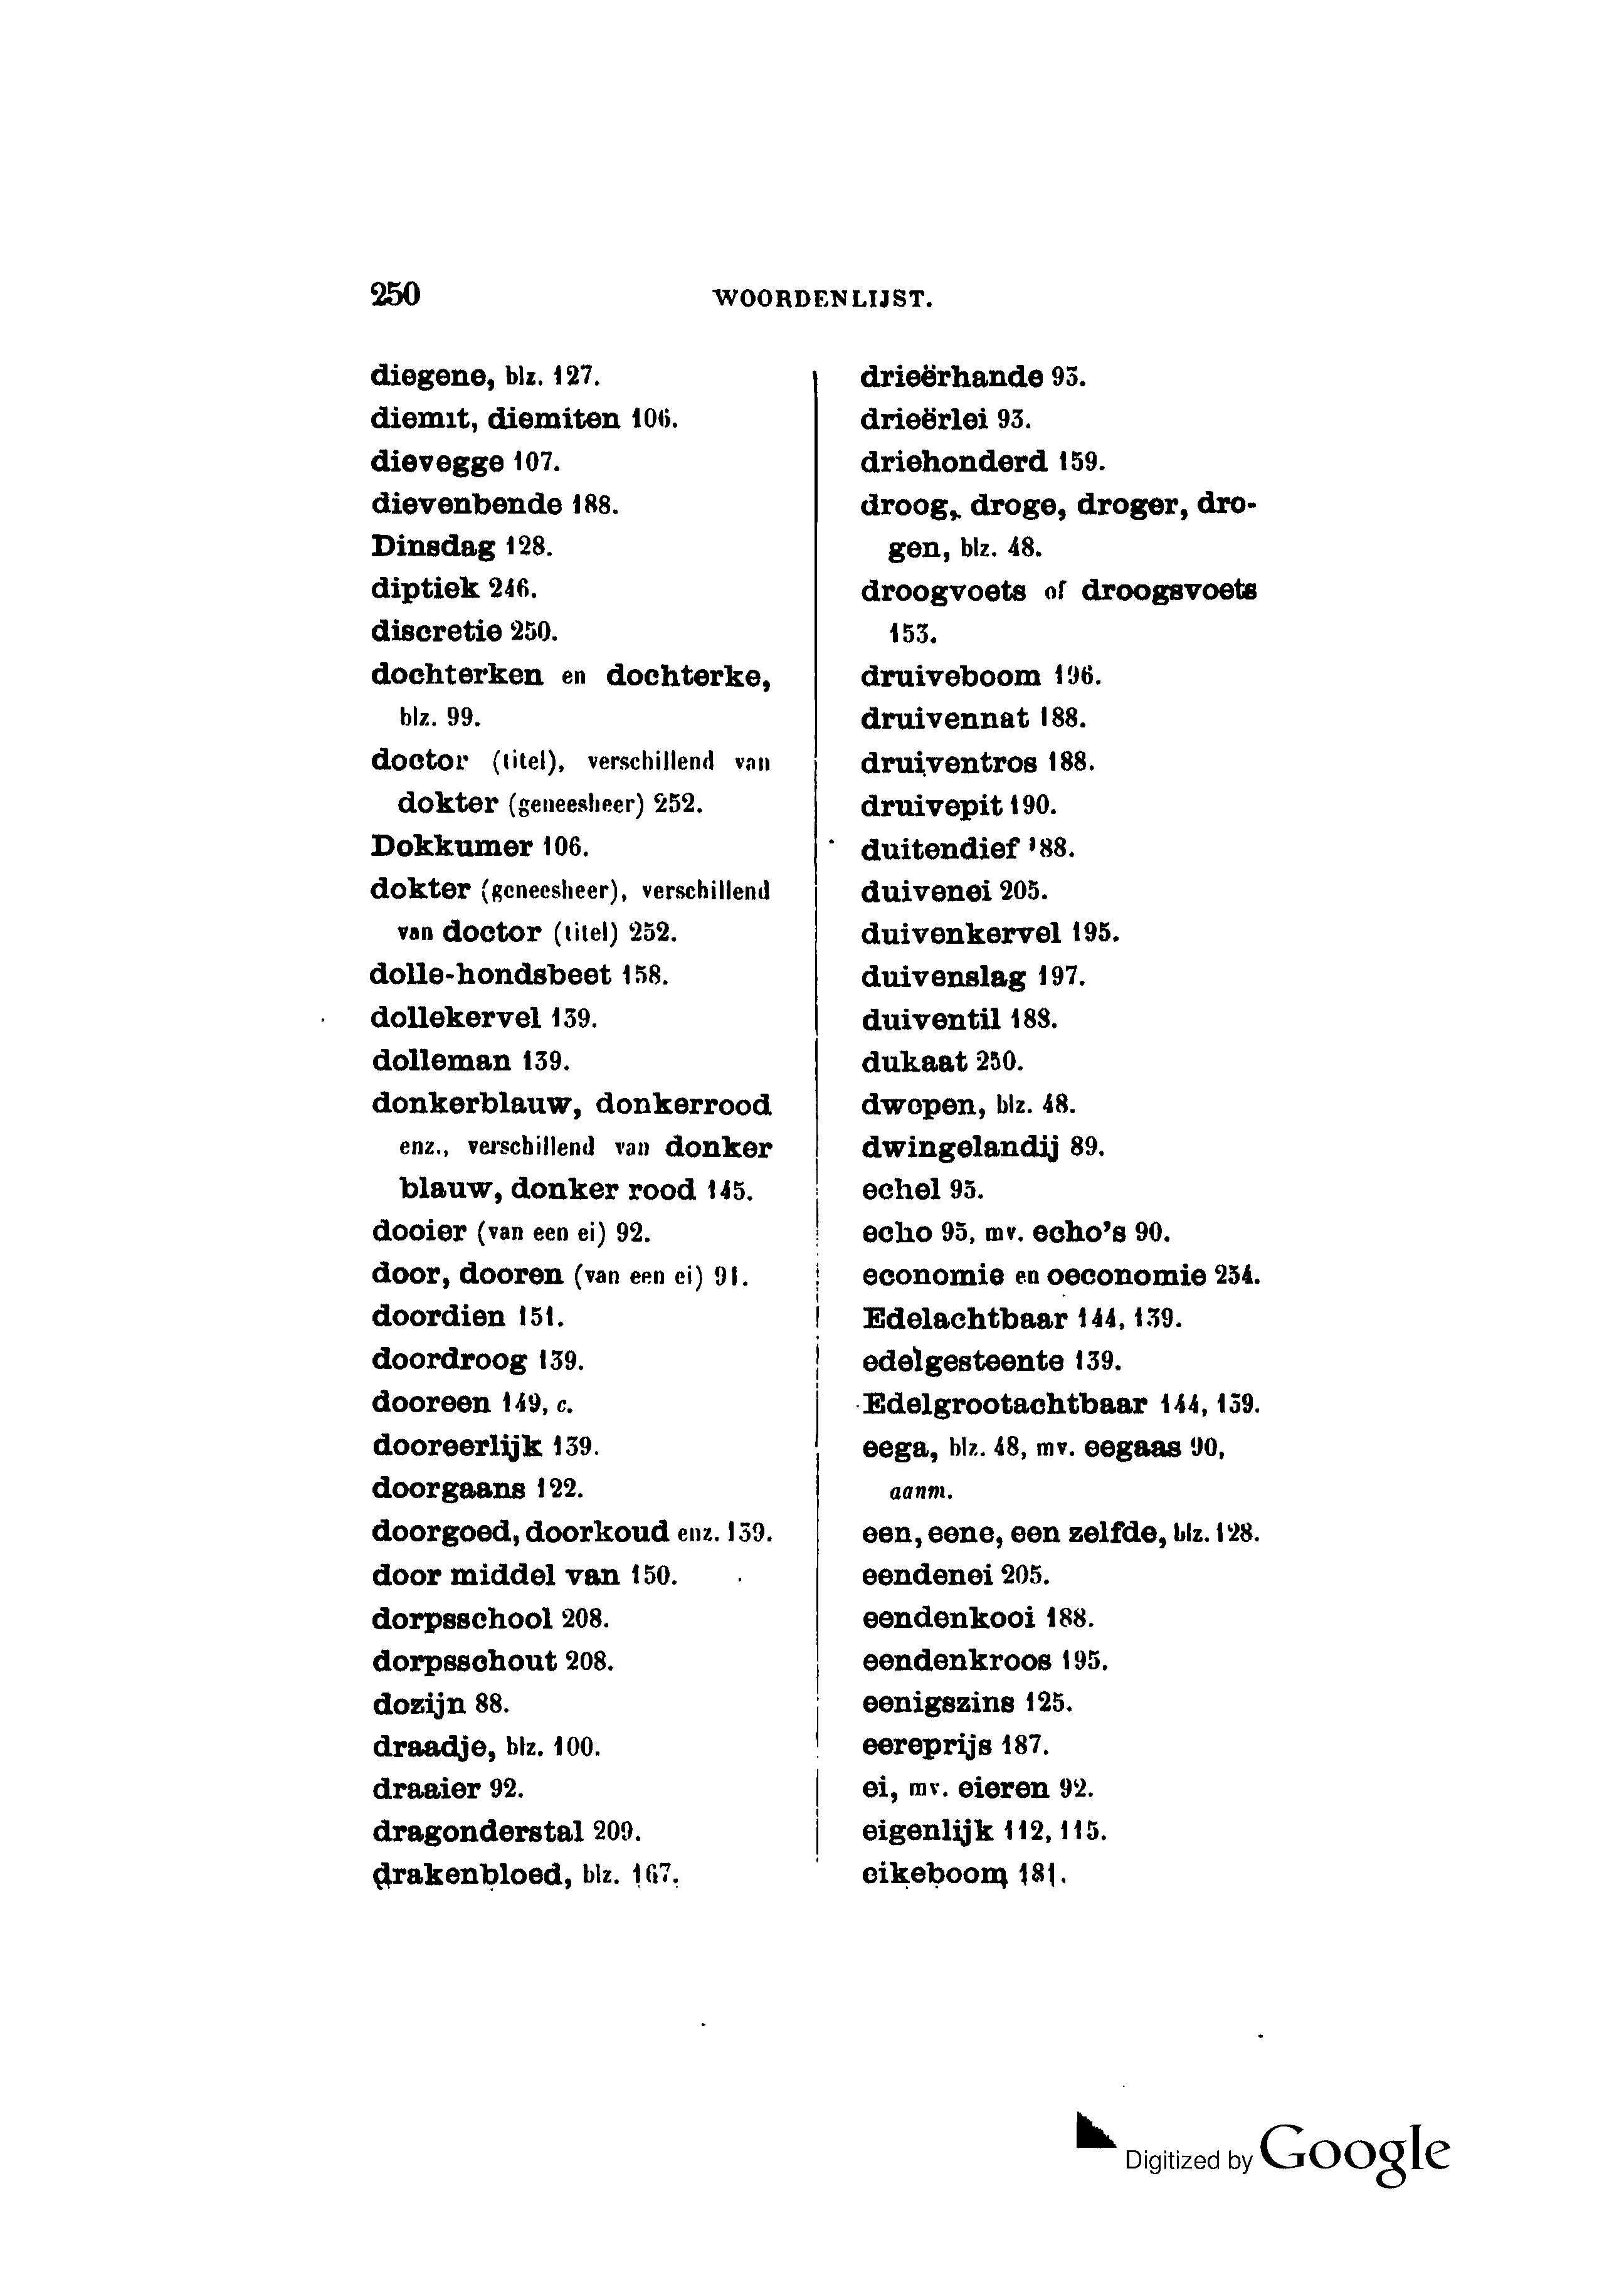 250
WOORDENLIJST.
diegene, blz. 127.
diemit, diemiten 106.
dievegge 107.
dievenbende 188.
Dinsdag 128.
diptiek 246.
discretie 250.
dochterken en dochterke,
blz. 99.
doctor (titel), verschillend van
dokter (geneesheer) 252.
Dokkumer 106.
dokter (geneesheer), verschillend
van doctor (titel) 252.
dolle-hondsbeet 158.
dollekervel 139.
dolleman 139.
donkerblauw, donkerrood
enz., verschillend van donker
blauw, donker rood 145.
dooier (van een ei) 92.
door, dooren (van een ei) 91.
doordien 151.
doordroog 139.
dooreen 149, c.
dooreerlijk 139.
doorgaans 122.
doorgoed, doorkoud enz. 139.
door middel van 150.
dorpsschool 208.
dorpsschout 208.
dozijn 88.
draadje, blz. 100.
draaier 92.
dragonderstal 209.
drakenbloed, blz. 167.
drieërhande 93.
drieërlei 93.
driehonderd 159.
droog, droge, droger, dro-
gen, blz. 48.
droogvoets of droogsvoets
153.
druiveboom 196.
druivennat 188.
druiventros 188.
druivepit 190.
duitendief 188.
duivenei 205.
duivenkervel 195.
duivenslag 197.
duiventil 188.
dukaat 250.
dwepen, blz. 48.
dwingelandij 89.
echel 95.
echo 95, mv. echo's 90.
economie en oeconomie 254.
Edelachtbaar 144, 139.
edelgesteente 139.
Edelgrootachtbaar 144, 139.
eega, blz. 48, mv. eegaas 90,
aanm.
een, eene, een zelfde, blz. 128.
eendenei 205.
eendenkooi 188.
eendenkroos 195.
eenigszins 125.
eereprijs 187.
ei, mv. eieren 92.
eigenlijk 112, 115.
eikeboom 181.
Digitized by Google